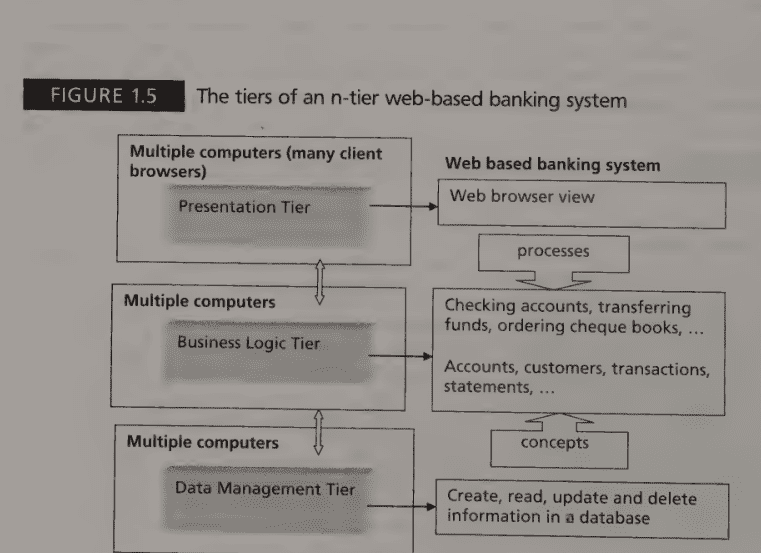 FIGURE 1.5 The tiers of an n-tier web-based banking system
Multiple computers (many client
browsers)
Presentation Tier
Web based banking system
Web browser view
processes
Multiple computers
Business Logic Tier
Checking accounts, transferring
funds, ordering cheque books, ...
Accounts, customers, transactions,
statements, ...
concepts
Multiple computers
Data Management Tier
Create, read, update and delete
information in a database